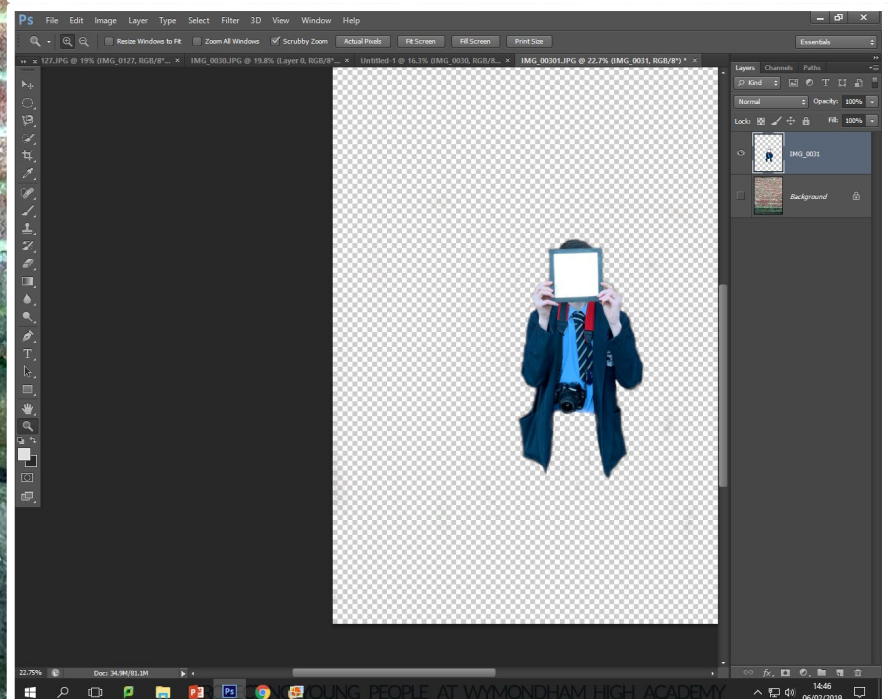 Ps File Edit Image Layer Type Select Filter 3D View Window Help
Resize Windows to Fit Zoom All Windows Scrubby Zoom Actual Pixels Fit Screen Fill Screen Print Size Essentials
127.JPG @ 19% (IMG_0127, RGB/8*... × IMG_0030.JPG @ 19.8% (Layer 0, RGB/8*... × Untitled-1 @ 16.3% (IMG_0030, RGB/8... × IMG_00301.JPG @ 22.7% (IMG_0031, RGB/8*) * ×
Layers Channels Paths
Kind
Normal Opacity: 100%
Lock: Fill: 100%
IMG_0031
Background
22.75% Doc: 34.9M/81.1M
YOUNG PEOPLE AT WYMONDHAM HIGH ACADEMY
14:46
06/02/2018